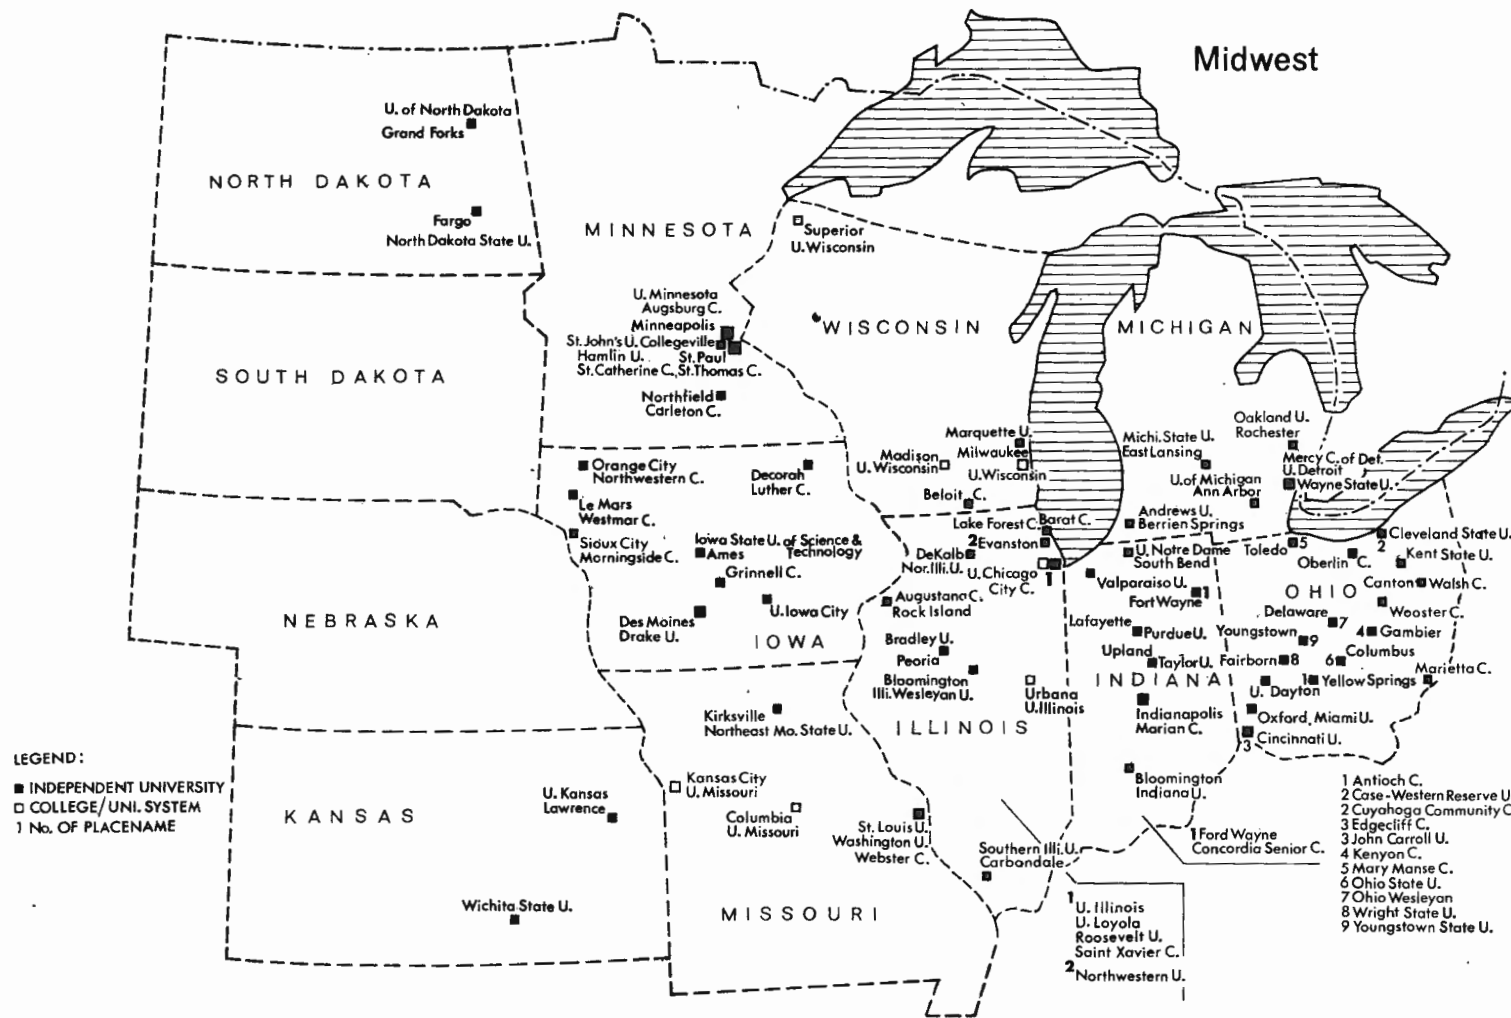 Midwest
U. of North Dakota
Grand Forks
NORTH DAKOTA
Fargo
North Dakota State U.
MINNESOTA
Superior
U. Wisconsin
U. Minnesota
Augsburg C.
Minneapolis
St. John's U. Collegeville
Hamlin U. St. Paul
St. Catherine C., St. Thomas C.
Northfield
Carleton C.
WISCONSIN
MICHIGAN
SOUTH DAKOTA
Orange City
Northwestern C.
Decorah
Luther C.
Le Mars
Westmar C.
Sioux City
Morningside C.
Iowa State U. of Science &
Ames Technology
Grinnell C.
U. Iowa City
Des Moines
Drake U.
IOWA
Marquette U.
Milwaukee
U. Wisconsin
Madison
U. Wisconsin
Beloit C.
Michi. State U.
East Lansing
Oakland U.
Rochester
Mercy C. of Det.
U. Detroit
Wayne State U.
U. of Michigan
Ann Arbor
Andrews U.
Berrien Springs
Lake Forest C. Barat C.
2 Evanston
DeKalb
Nor. Illi. U.
U. Chicago
City C.
1
Augustana C.
Rock Island
Bradley U.
Peoria
Bloomington
Illi. Wesleyan U.
Urbana
U. Illinois
ILLINOIS
U. Notre Dame
South Bend
Valparaiso U.
Fort Wayne 1
Lafayette
Purdue U.
Upland
Taylor U.
INDIANA
Indianapolis
Marian C.
Bloomington
Indiana U.
Toledo 5
Cleveland State U.
2
Oberlin C.
Kent State U.
Canton Walsh C.
OHIO
Wooster C.
Delaware 7
4 Gambier
Youngstown 9
Columbus
6
Fairborn 8
Marietta C.
U. Dayton
1 Yellow Springs
Oxford, Miami U.
Cincinnati U.
3
NEBRASKA
Kirksville
Northeast Mo. State U.
Kansas City
U. Missouri
Columbia
U. Missouri
St. Louis U.
Washington U.
Webster C.
Southern Illi. U.
Carbondale
MISSOURI
U. Kansas
Lawrence
KANSAS
Wichita State U.
LEGEND:
INDEPENDENT UNIVERSITY
COLLEGE/UNI. SYSTEM
1 No. OF PLACENAME
1 Ford Wayne
Concordia Senior C.
1 U. Illinois
U. Loyola
Roosevelt U.
Saint Xavier C.
2 Northwestern U.
1 Antioch C.
2 Case-Western Reserve U
2 Cuyahoga Community C
3 Edgecliff C.
3 John Carroll U.
4 Kenyon C.
5 Mary Manse C.
6 Ohio State U.
7 Ohio Wesleyan
8 Wright State U.
9 Youngstown State U.